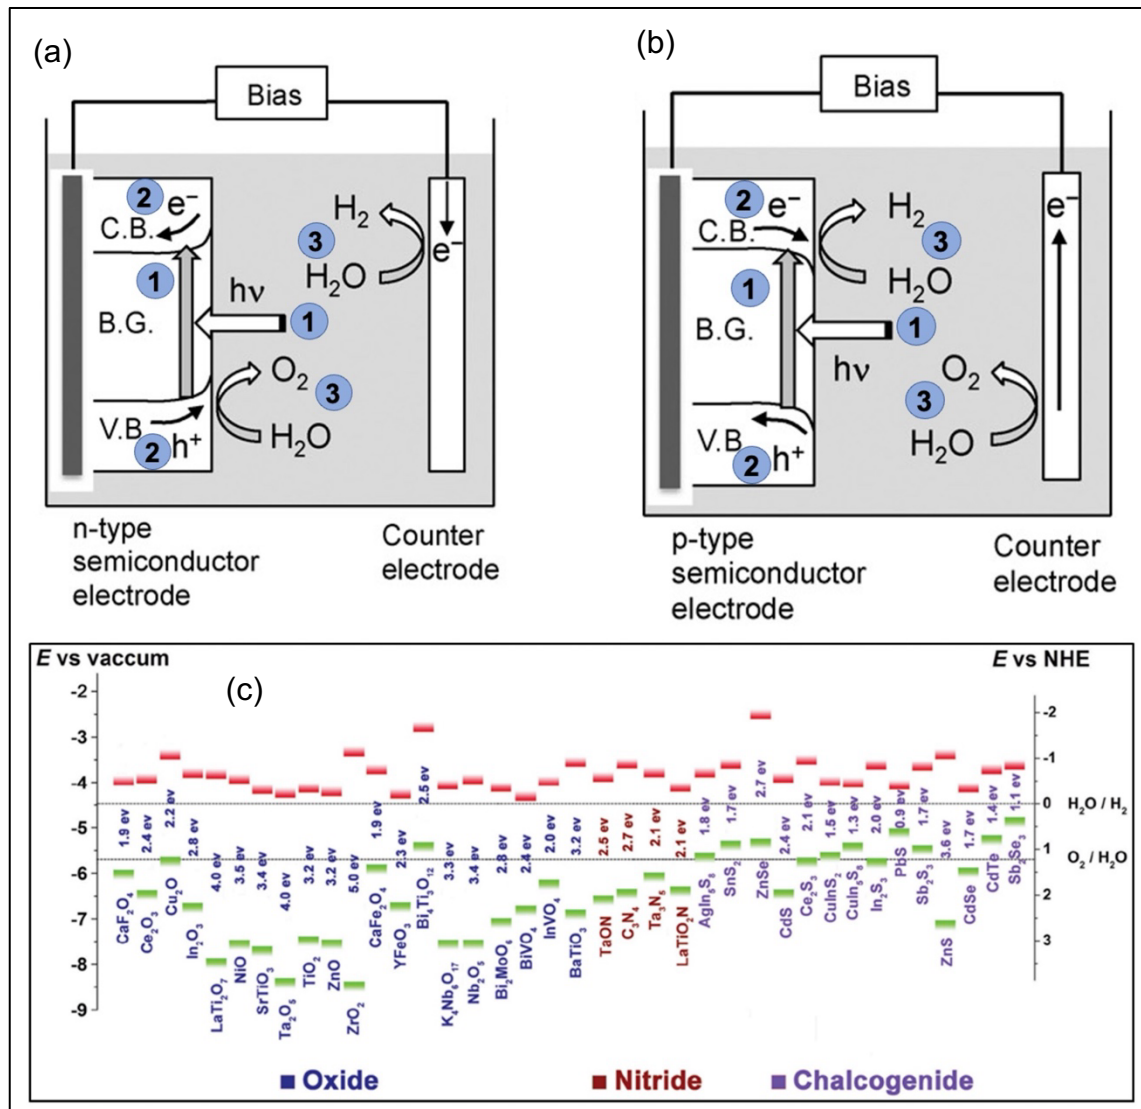 (a)
Bias
2
e⁻
C.B.
1
hν
B.G.
1
H₂
3
H₂O
e⁻
O₂
3
H₂O
V.B
2
h⁺
n-type
semiconductor
electrode
Counter
electrode
(b)
Bias
2
e⁻
C.B.
1
B.G.
1
hν
H₂
3
H₂O
e⁻
O₂
3
H₂O
V.B
2
h⁺
p-type
semiconductor
electrode
Counter
electrode
E vs vaccum
(c)
E vs NHE
-2
-3
-4
-5
-6
-7
-8
-9
-2
-1
0
1
2
3
H₂O / H₂
O₂ / H₂O
1.9 ev
CaF₂O₄
2.4 ev
Ce₂O₃
2.2 ev
Cu₂O
2.8 ev
In₂O₃
4.0 ev
LaTi₂O₇
3.5 ev
NiO
3.4 ev
SrTiO₃
4.0 ev
Ta₂O₅
3.2 ev
TiO₂
3.2 ev
ZnO
5.0 ev
ZrO₂
1.9 ev
CaFe₂O₄
2.3 ev
YFeO₃
2.5 ev
Bi₄Ti₃O₁₂
3.3 ev
K₄Nb₆O₁₇
3.4 ev
Nb₂O₅
2.8 ev
Bi₂MoO₆
2.4 ev
BiVO₄
2.0 ev
InVO₄
3.2 ev
BaTiO₃
2.5 ev
TaON
2.7 ev
C₃N₄
2.1 ev
Ta₃N₅
2.1 ev
LaTiO₂N
1.8 ev
AgIn₅S₈
1.7 ev
SnS₂
2.7 ev
ZnSe
2.4 ev
CdS
2.1 ev
Ce₂S₃
1.5 ev
CuInS₂
1.3 ev
CuIn₅S₈
2.0 ev
In₂S₃
0.9 ev
PbS
1.7 ev
Sb₂S₃
3.6 ev
ZnS
1.7 ev
CdSe
1.4 ev
CdTe
1.1 ev
Sb₂Se₃
Oxide
Nitride
Chalcogenide